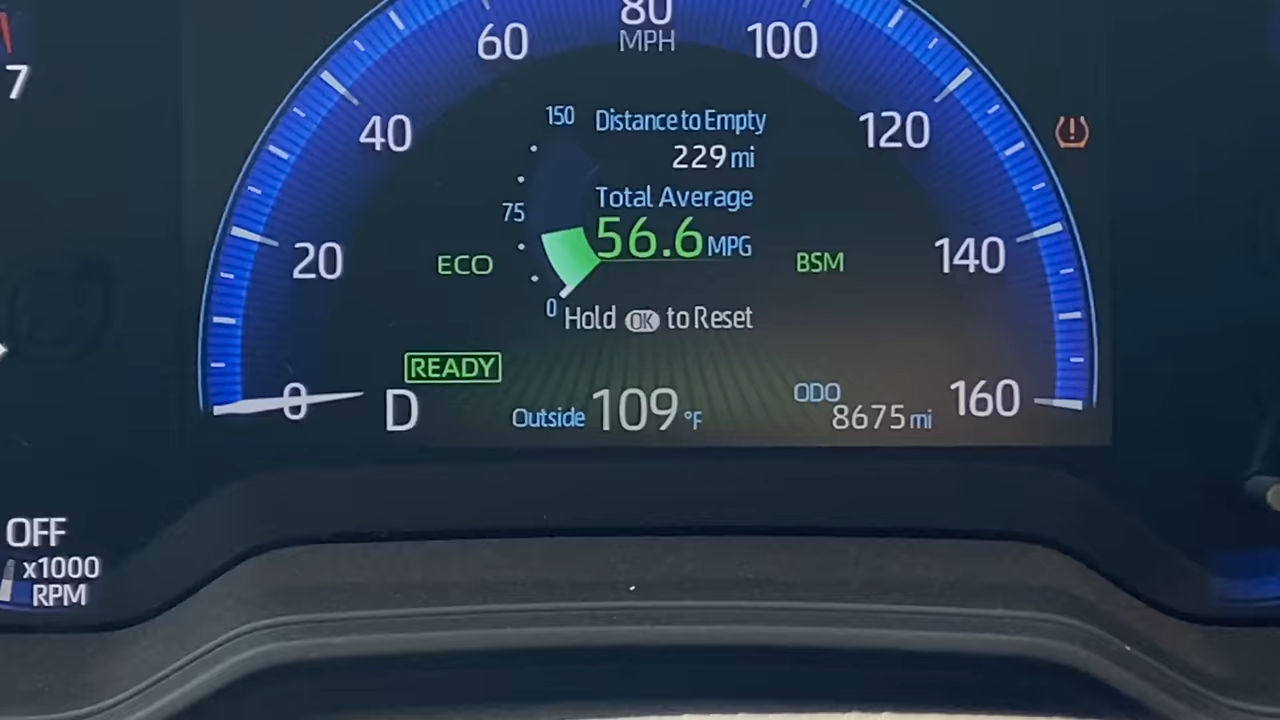 80
MPH
60
100
7
40
120
150
Distance to Empty
229 mi
Total Average
75
56.6 MPG
20
140
ECO
BSM
0
Hold OK to Reset
READY
0
D
Outside 109 °F
ODO
8675 mi
160
OFF
x1000
RPM